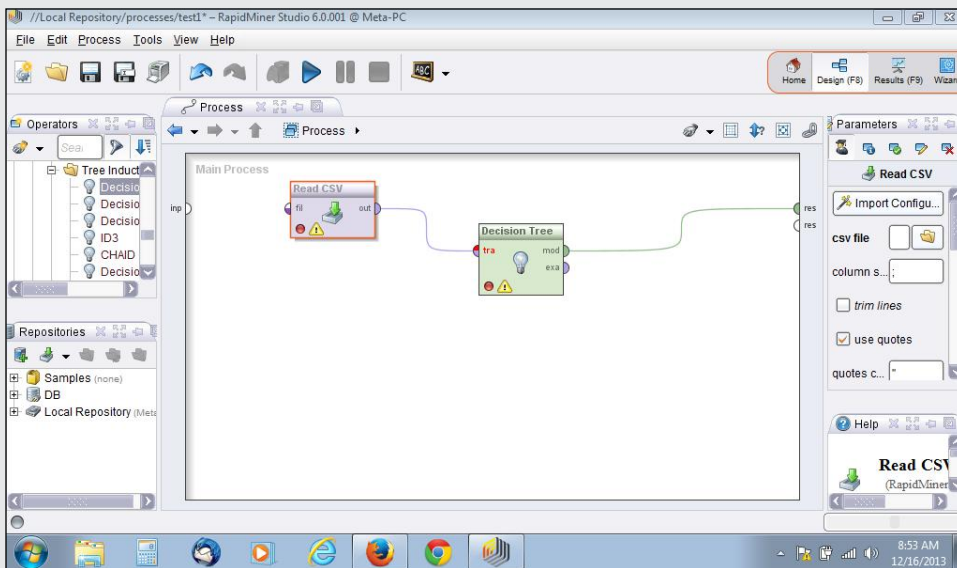 //Local Repository/processes/test1* – RapidMiner Studio 6.0.001 @ Meta-PC
File Edit Process Tools View Help
Home Design (F8) Results (F9) Wizar
Operators
Process
Parameters
Sear
Process
Tree Induct
Decisio
Decisio
Decisio
ID3
CHAID
Decisio
Main Process
inp
Read CSV
fil out
Decision Tree
tra mod
exa
res
res
Read CSV
Import Configu...
csv file
column s... ;
trim lines
use quotes
quotes c... "
Repositories
Samples (none)
DB
Local Repository (Meta
Help
Read CSV
(RapidMiner
8:53 AM
12/16/2013